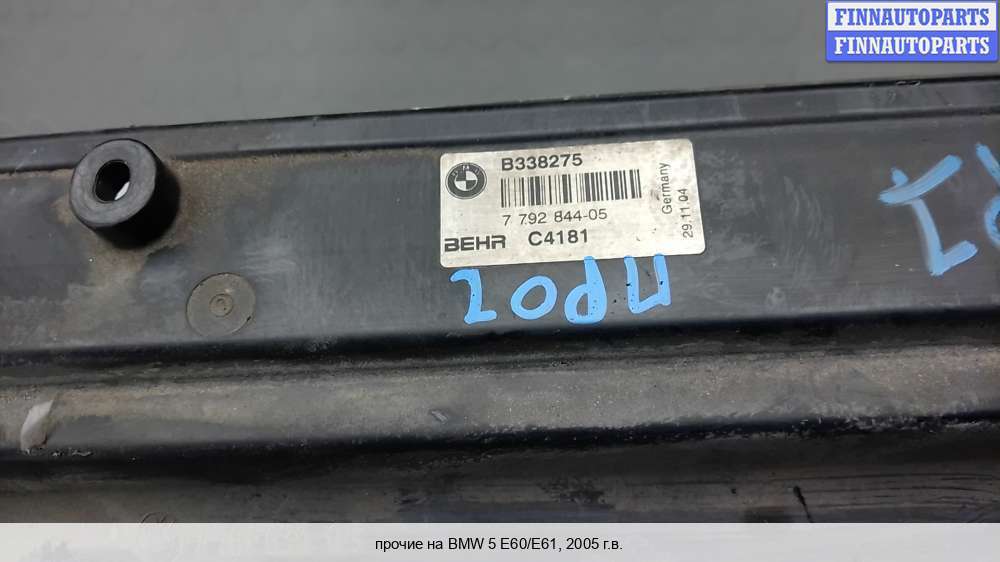 FINNAUTOPARTS
FINNAUTOPARTS
B338275
7 792 844-05
BEHR C4181
Germany
29.11.04
прочие на BMW 5 E60/E61, 2005 г.в.